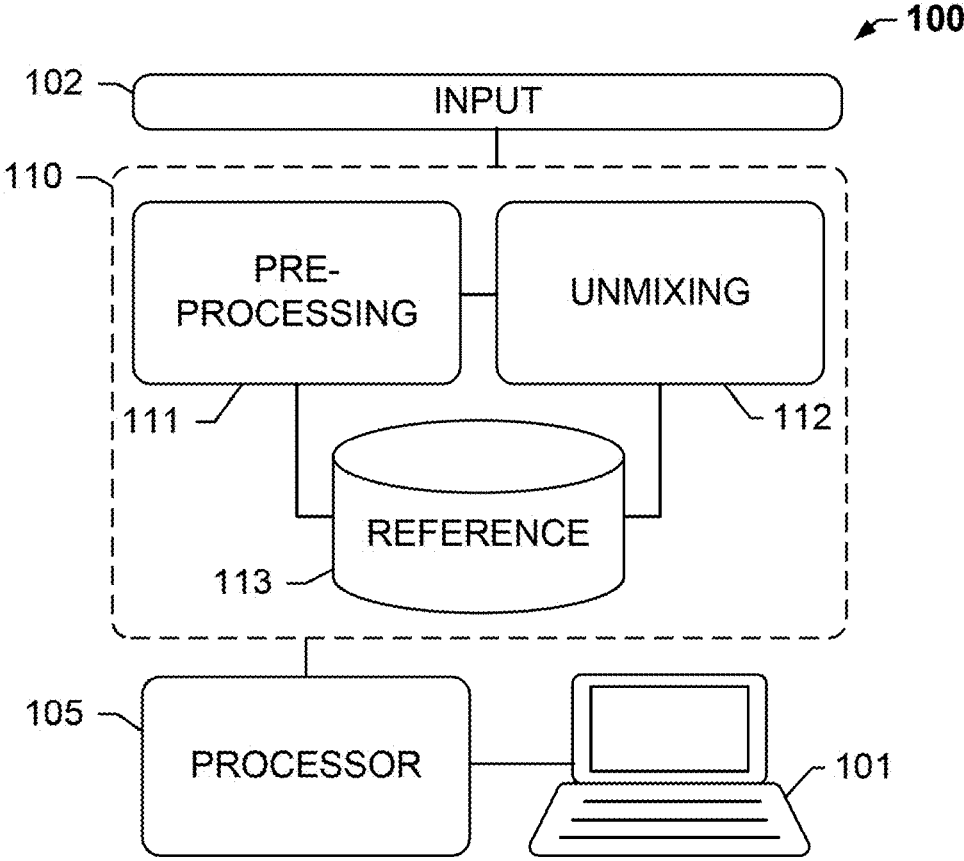 100
102
INPUT
110
PRE-
PROCESSING
UNMIXING
111
112
REFERENCE
113
105
PROCESSOR
101